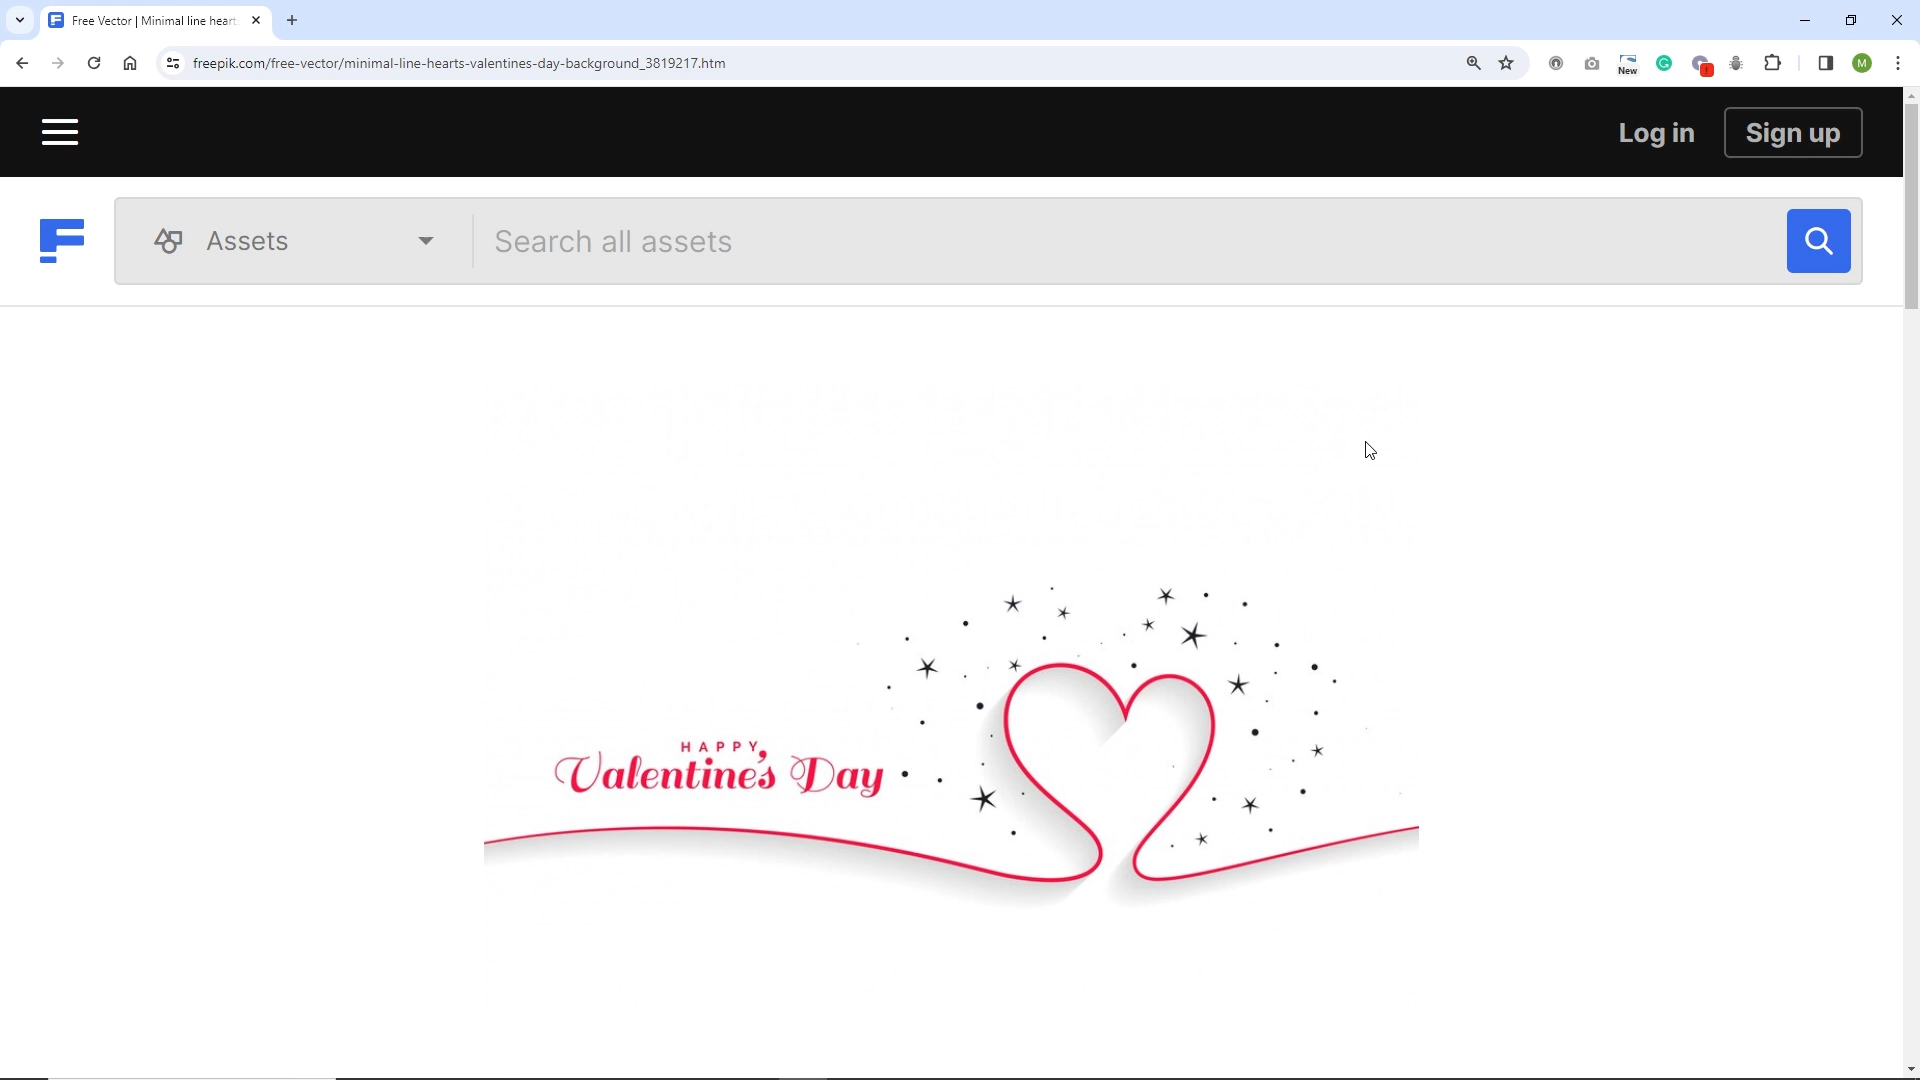 Free Vector | Minimal line heart
freepik.com/free-vector/minimal-line-hearts-valentines-day-background_3819217.htm
New
M
Log in
Sign up
Assets
Search all assets
HAPPY
Valentine's Day